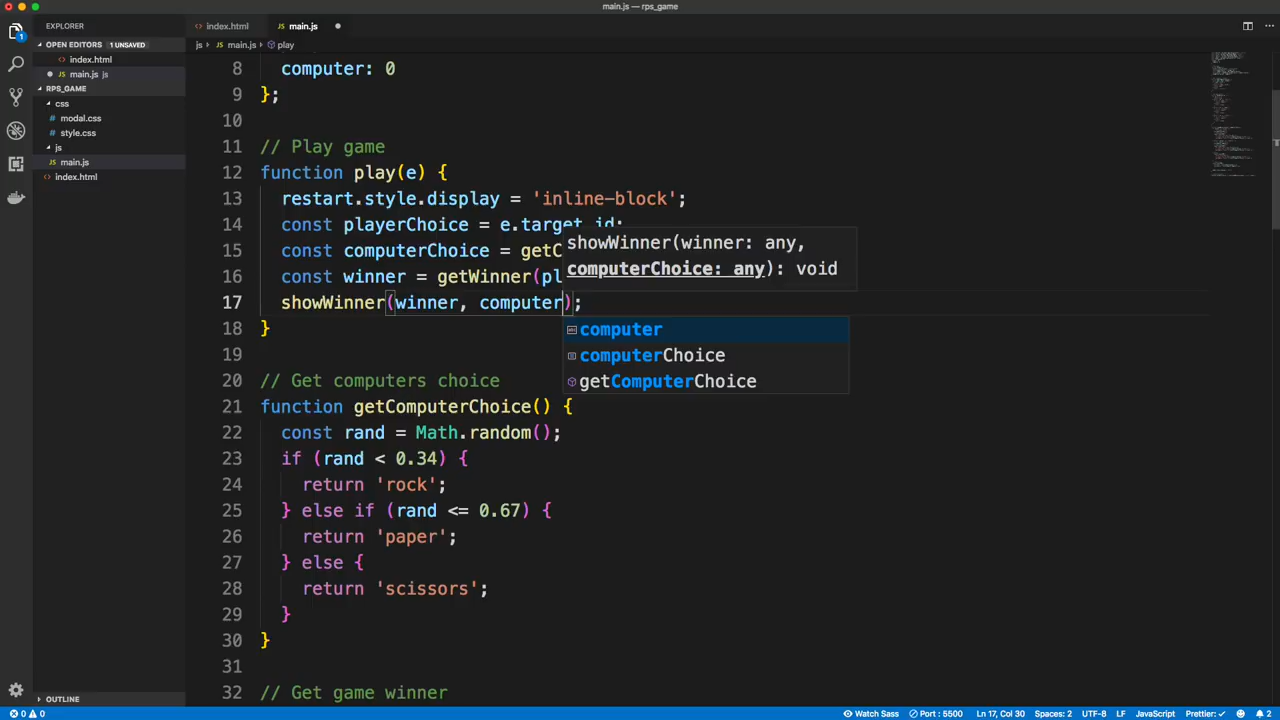 main.js — rps_game
EXPLORER
index.html
main.js
OPEN EDITORS 1 UNSAVED
js main.js play
index.html
main.js js
RPS_GAME
css
modal.css
style.css
js
main.js
index.html
8 computer: 0
9 };
10
11 // Play game
12 function play(e) {
13 restart.style.display = 'inline-block';
14 const playerChoice = e.target.id;
15 const computerChoice = getC
16 const winner = getWinner(pl
17 showWinner(winner, computer);
18 }
showWinner(winner: any,
computerChoice: any): void
computer
computerChoice
getComputerChoice
19
20 // Get computers choice
21 function getComputerChoice() {
22 const rand = Math.random();
23 if (rand < 0.34) {
24 return 'rock';
25 } else if (rand <= 0.67) {
26 return 'paper';
27 } else {
28 return 'scissors';
29 }
30 }
31
32 // Get game winner
OUTLINE
0 0
Watch Sass Port : 5500 Ln 17, Col 30 Spaces: 2 UTF-8 LF JavaScript Prettier: ✓ 2
1